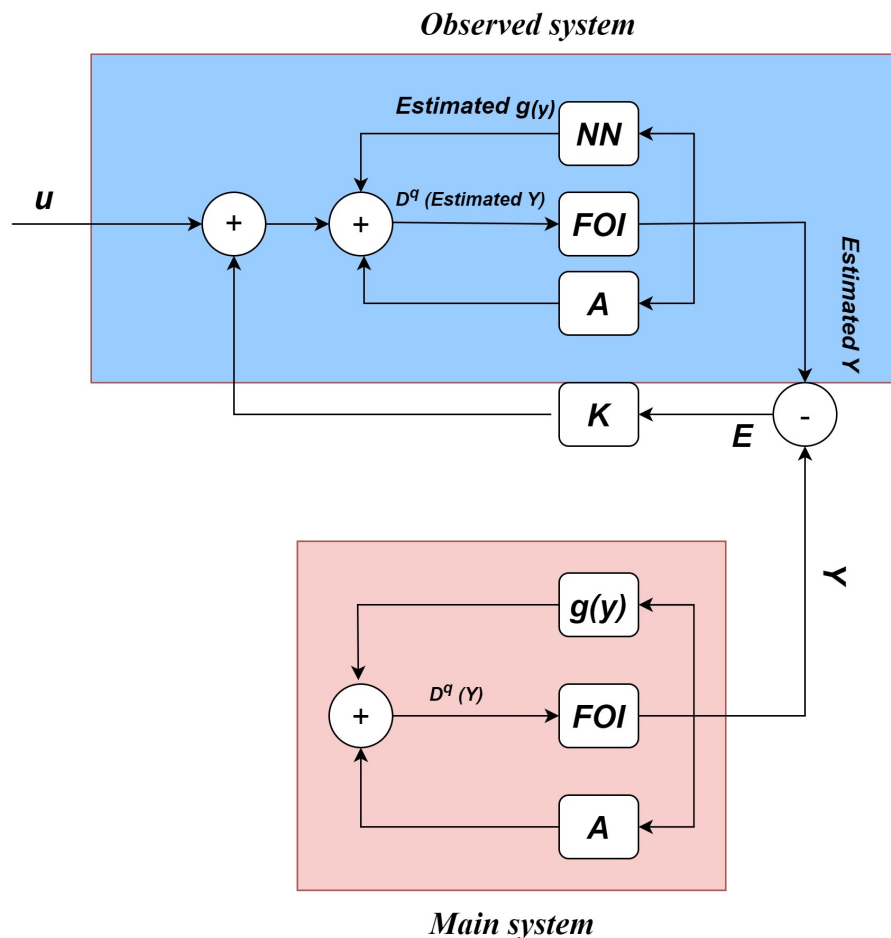 Observed system
Estimated g(y)
NN
u
+
+
D^q (Estimated Y)
FOI
A
Estimated Y
K
E
-
Y
g(y)
+
D^q (Y)
FOI
A
Main system